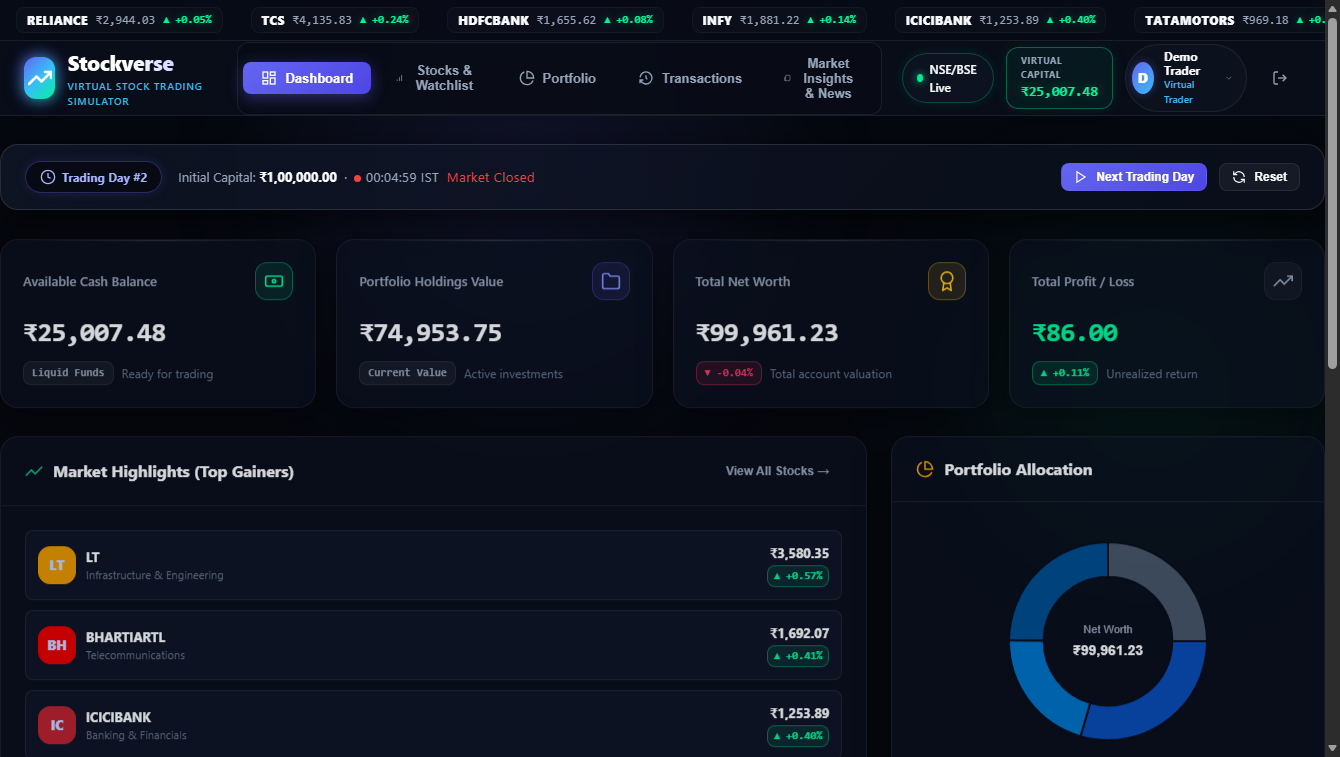 RELIANCE ₹2,944.03 ▲ +0.05% TCS ₹4,135.83 ▲ +0.24% HDFCBANK ₹1,655.62 ▲ +0.08% INFY ₹1,881.22 ▲ +0.14% ICICIBANK ₹1,253.89 ▲ +0.40% TATAMOTORS ₹969.18 ▲ +0.
Stockverse
VIRTUAL STOCK TRADING
SIMULATOR
Dashboard
Stocks &
Watchlist
Portfolio
Transactions
Market
Insights
& News
NSE/BSE
Live
VIRTUAL
CAPITAL
₹25,007.48
D
Demo
Trader
Virtual
Trader
Trading Day #2
Initial Capital: ₹1,00,000.00 · 00:04:59 IST Market Closed
Next Trading Day
Reset
Available Cash Balance
₹25,007.48
Liquid Funds Ready for trading
Portfolio Holdings Value
₹74,953.75
Current Value Active investments
Total Net Worth
₹99,961.23
▼ -0.04% Total account valuation
Total Profit / Loss
₹86.00
▲ +0.11% Unrealized return
Market Highlights (Top Gainers)
View All Stocks →
LT
LT
Infrastructure & Engineering
₹3,580.35
▲ +0.57%
BH
BHARTIARTL
Telecommunications
₹1,692.07
▲ +0.41%
IC
ICICIBANK
Banking & Financials
₹1,253.89
▲ +0.40%
Portfolio Allocation
Net Worth
₹99,961.23